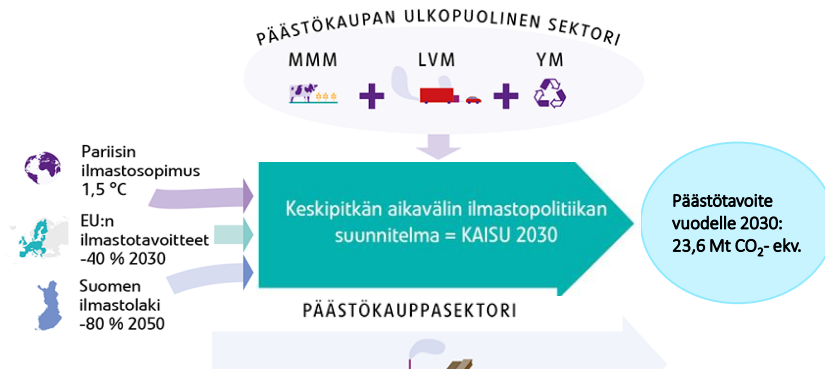 PÄÄSTÖKAUPAN ULKOPUOLINEN SEKTORI
MMM
LVM
YM
Pariisin
ilmastosopimus
1,5 °C
EU:n
ilmastotavoitteet
-40 % 2030
Suomen
ilmastolaki
-80 % 2050
Keskipitkän aikavälin ilmastopolitiikan
suunnitelma = KAISU 2030
Päästötavoite
vuodelle 2030:
23,6 Mt CO₂- ekv.
PÄÄSTÖKAUPPASEKTORI